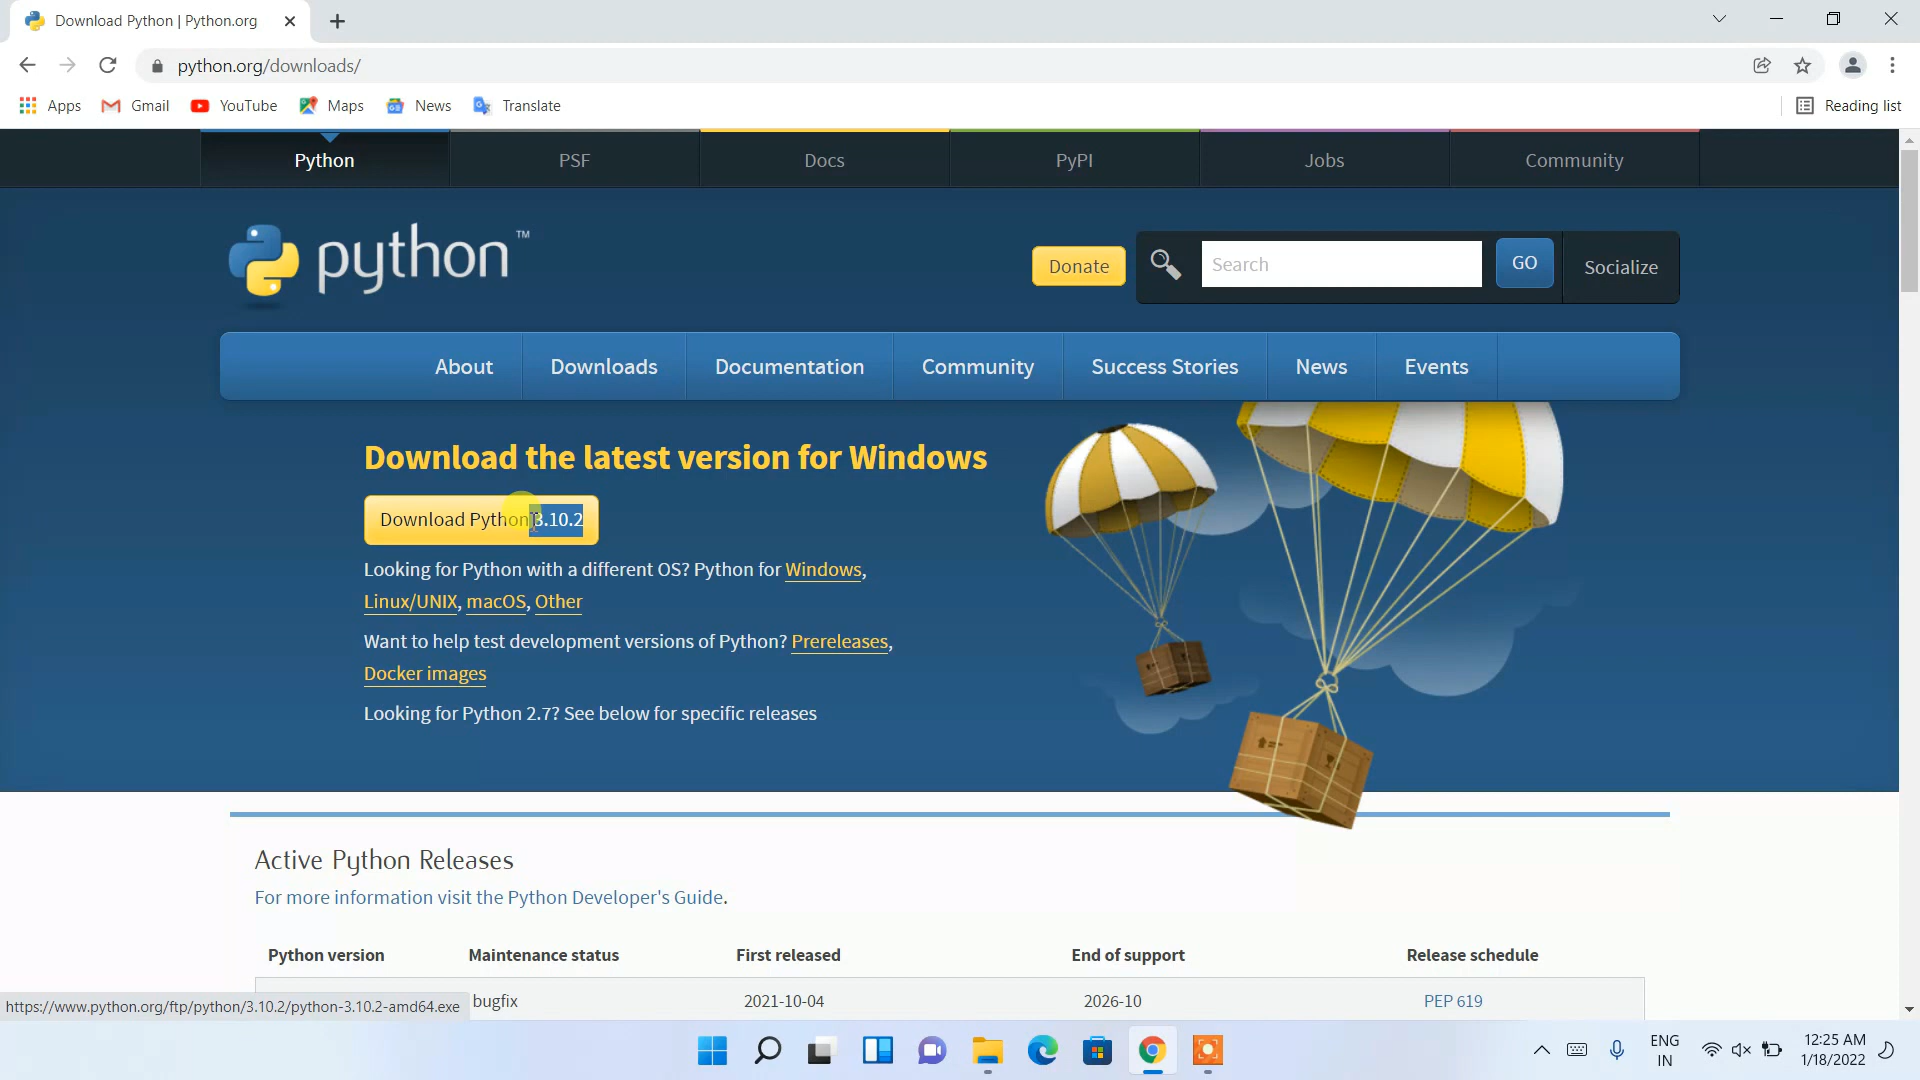 Download Python | Python.org
python.org/downloads/
Apps Gmail YouTube Maps News Translate Reading list
Python PSF Docs PyPI Jobs Community
python™
Donate Search GO Socialize
About Downloads Documentation Community Success Stories News Events
Download the latest version for Windows
Download Python 3.10.2
Looking for Python with a different OS? Python for Windows,
Linux/UNIX, macOS, Other
Want to help test development versions of Python? Prereleases,
Docker images
Looking for Python 2.7? See below for specific releases
Active Python Releases
For more information visit the Python Developer's Guide.
Python version Maintenance status First released End of support Release schedule
bugfix 2021-10-04 2026-10 PEP 619
https://www.python.org/ftp/python/3.10.2/python-3.10.2-amd64.exe
ENG
IN
12:25 AM
1/18/2022